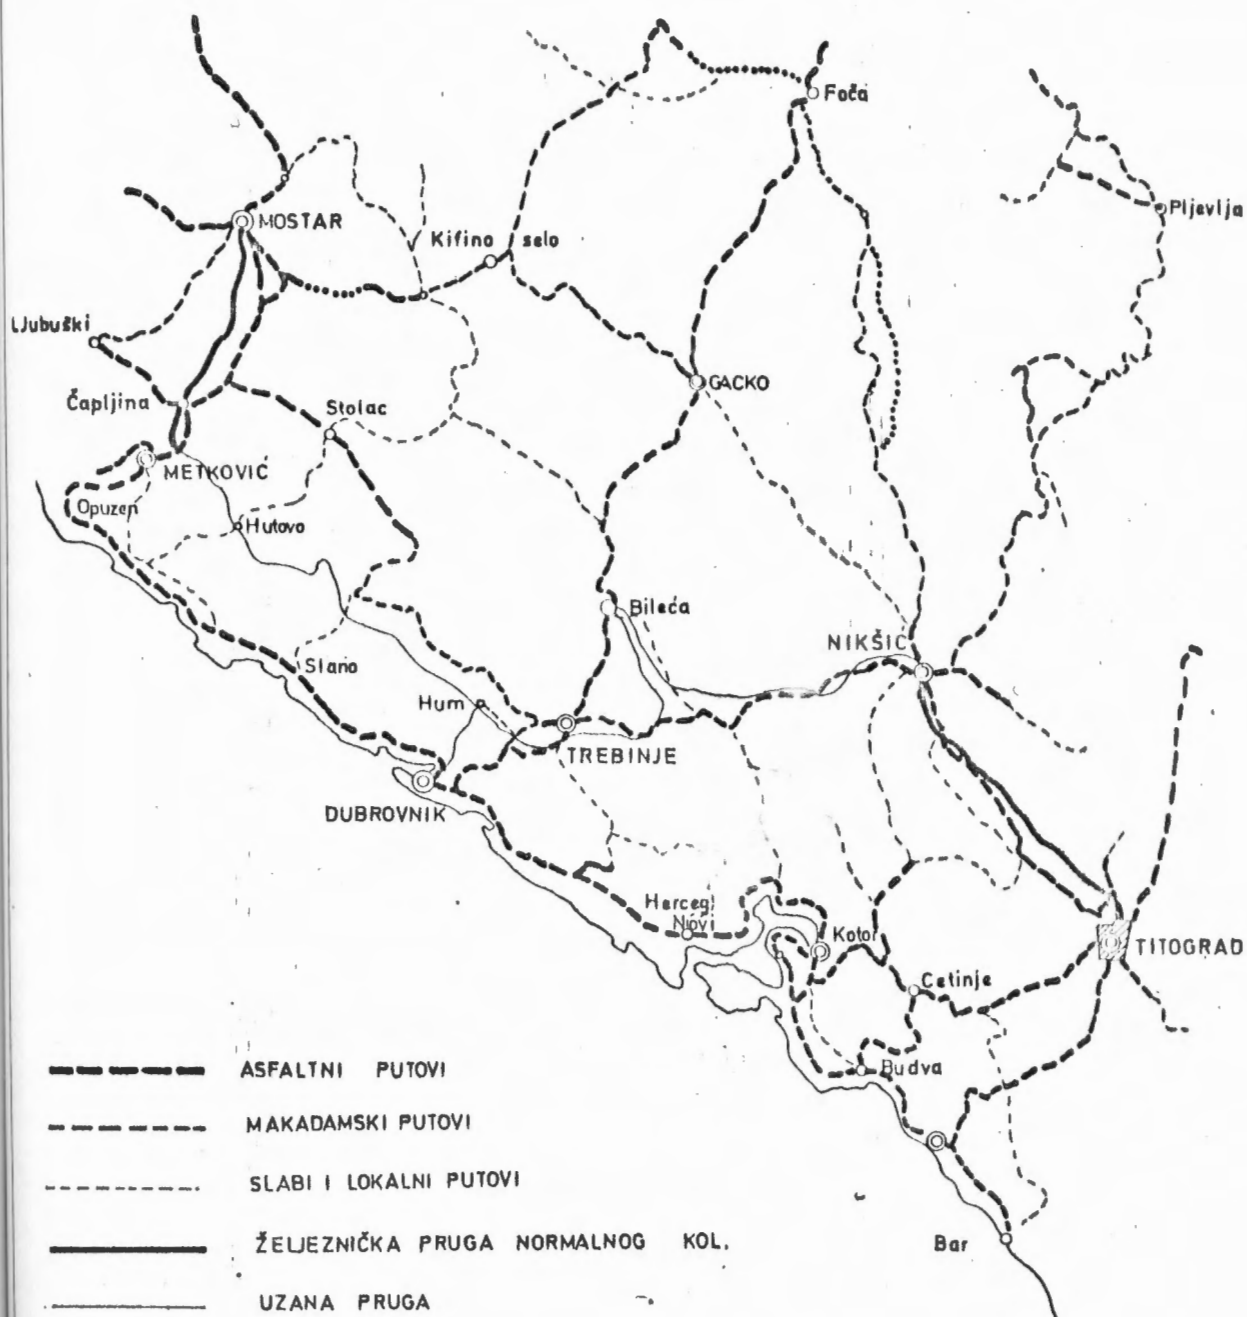 Foča
Pljevlja
MOSTAR
Kifino selo
Ljubuški
GACKO
Čapljina
Stolac
METKOVIĆ
Opuzen
Hutovo
Bileća
NIKŠIĆ
Slano
Hum
TREBINJE
DUBROVNIK
Herceg
Novi
Kotor
TITOGRAD
Cetinje
Budva
Bar
ASFALTNI PUTOVI
MAKADAMSKI PUTOVI
SLABI I LOKALNI PUTOVI
ŽELJEZNIČKA PRUGA NORMALNOG KOL.
UZANA PRUGA